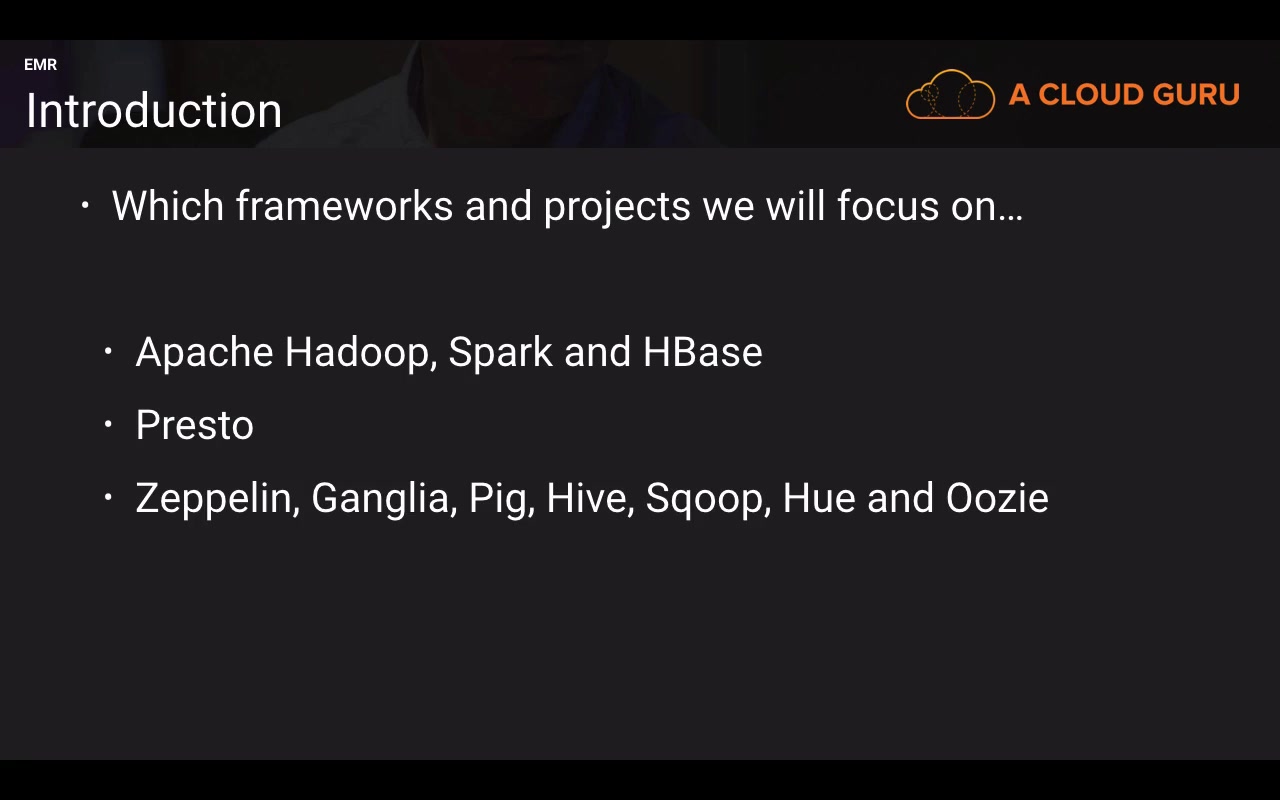 EMR
Introduction
A CLOUD GURU
• Which frameworks and projects we will focus on...
• Apache Hadoop, Spark and HBase
• Presto
• Zeppelin, Ganglia, Pig, Hive, Sqoop, Hue and Oozie